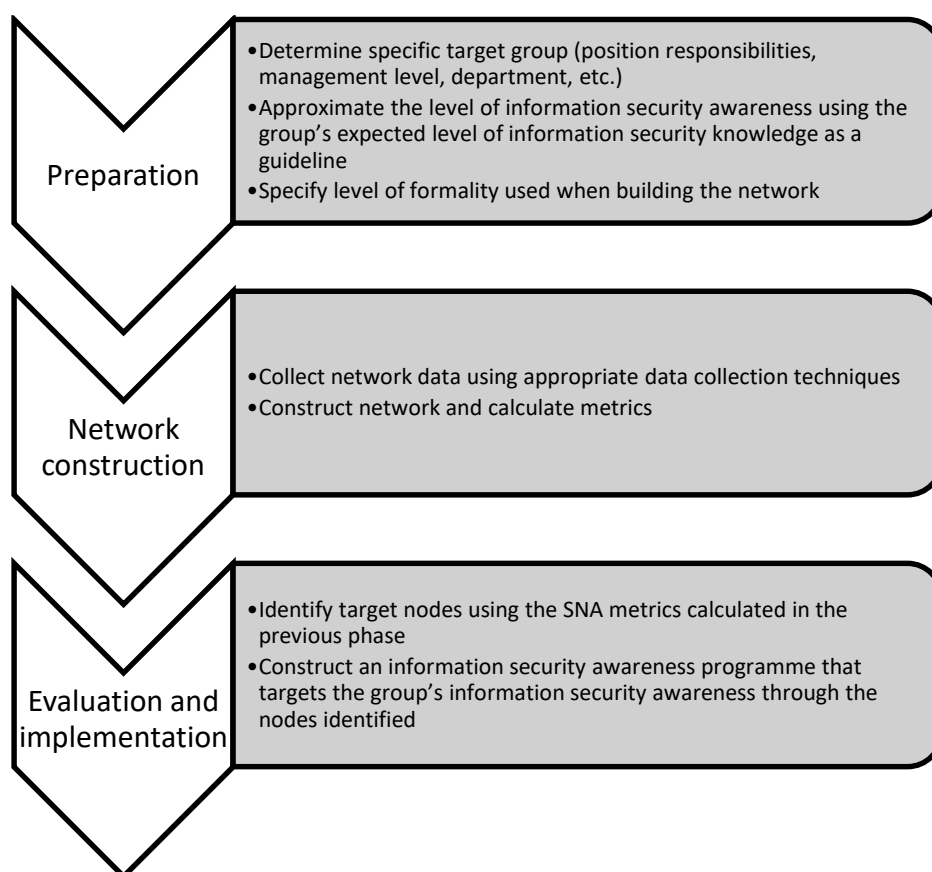 Preparation
•Determine specific target group (position responsibilities,
management level, department, etc.)
•Approximate the level of information security awareness using the
group’s expected level of information security knowledge as a
guideline
•Specify level of formality used when building the network
Network
construction
•Collect network data using appropriate data collection techniques
•Construct network and calculate metrics
Evaluation and
implementation
•Identify target nodes using the SNA metrics calculated in the
previous phase
•Construct an information security awareness programme that
targets the group’s information security awareness through the
nodes identified